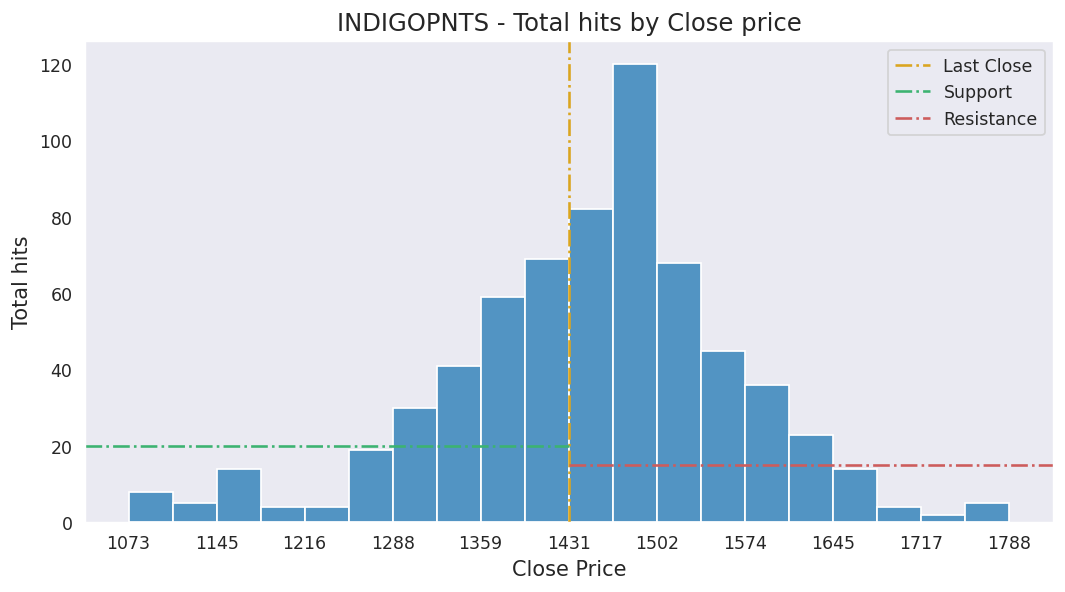 INDIGOPNTS - Total hits by Close price
Last Close
Support
Resistance
Total hits
120
100
80
60
40
20
0
1073 1145 1216 1288 1359 1431 1502 1574 1645 1717 1788
Close Price